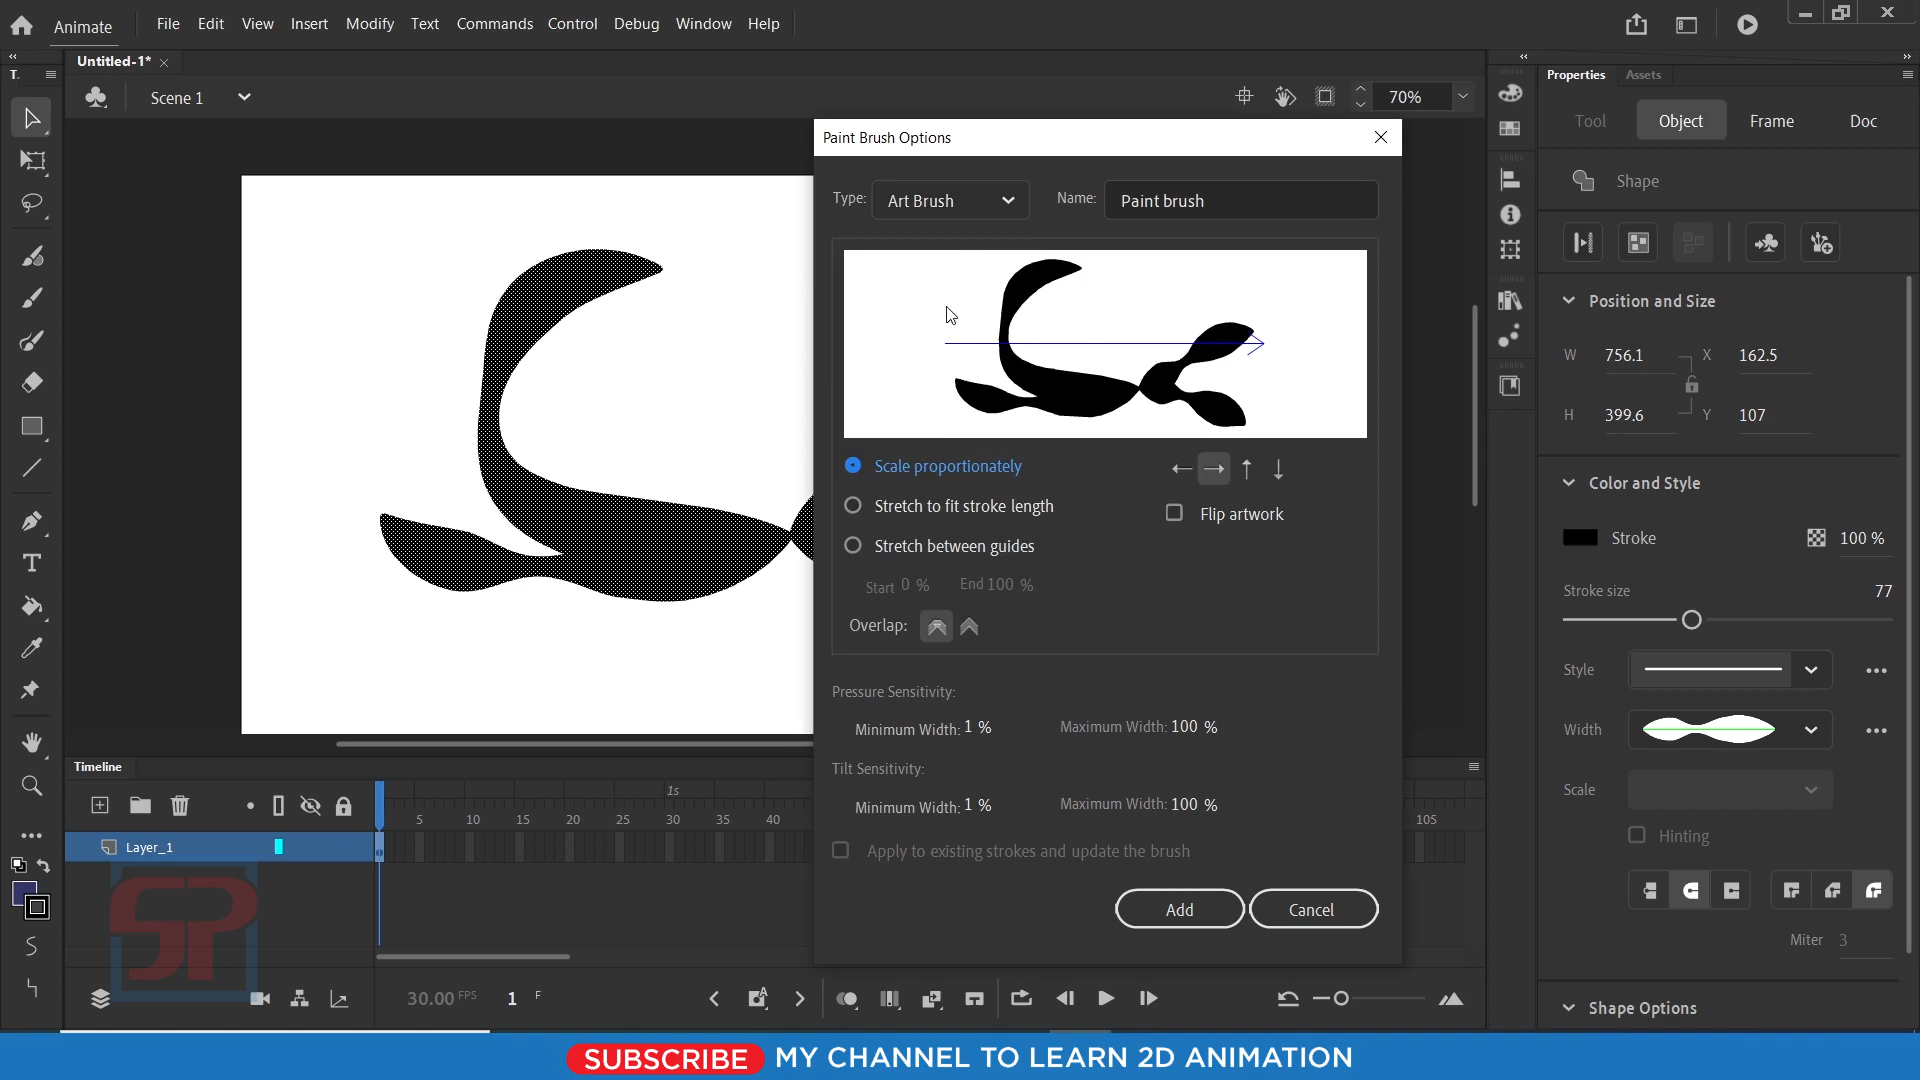 Animate File Edit View Insert Modify Text Commands Control Debug Window Help
T. Untitled-1*
Scene 1 70%
Properties Assets
Tool Object Frame Doc
Shape
Position and Size
W 756.1 X 162.5
H 399.6 Y 107
Color and Style
Stroke 100 %
Stroke size 77
Style
Width
Scale
Hinting
Miter 3
Shape Options
Paint Brush Options
Type: Art Brush Name: Paint brush
Scale proportionately
Stretch to fit stroke length
Flip artwork
Stretch between guides
Start 0 % End 100 %
Overlap:
Pressure Sensitivity:
Minimum Width: 1 % Maximum Width: 100 %
Tilt Sensitivity:
Minimum Width: 1 % Maximum Width: 100 %
Apply to existing strokes and update the brush
Add Cancel
Timeline
1s
5 10 15 20 25 30 35 40 105
Layer_1
SP
30.00 FPS 1 F
SUBSCRIBE MY CHANNEL TO LEARN 2D ANIMATION